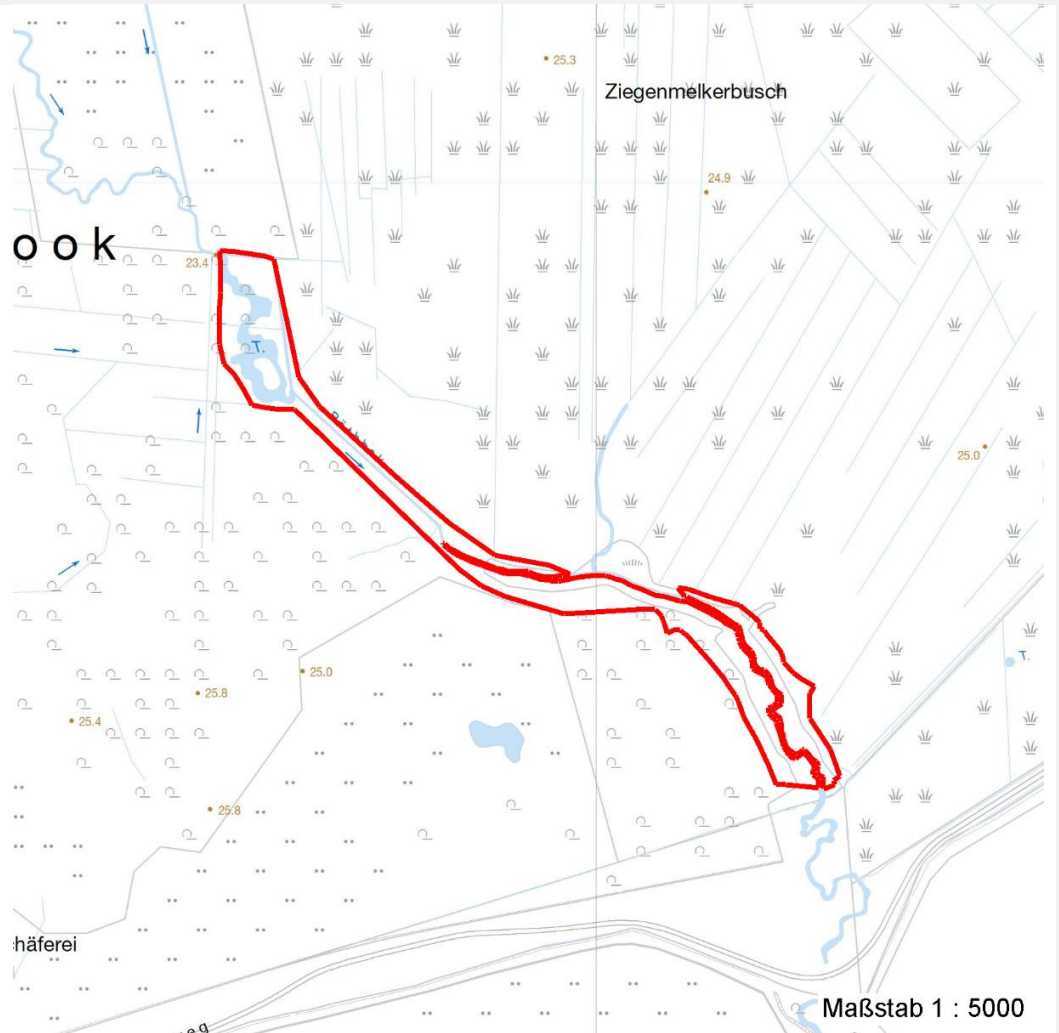 25.3
Ziegenmelkerbusch
24.9
ook
23.4
T.
25.0
T.
25.0
25.8
25.4
25.8
häferei
Maßstab 1 : 5000
eg